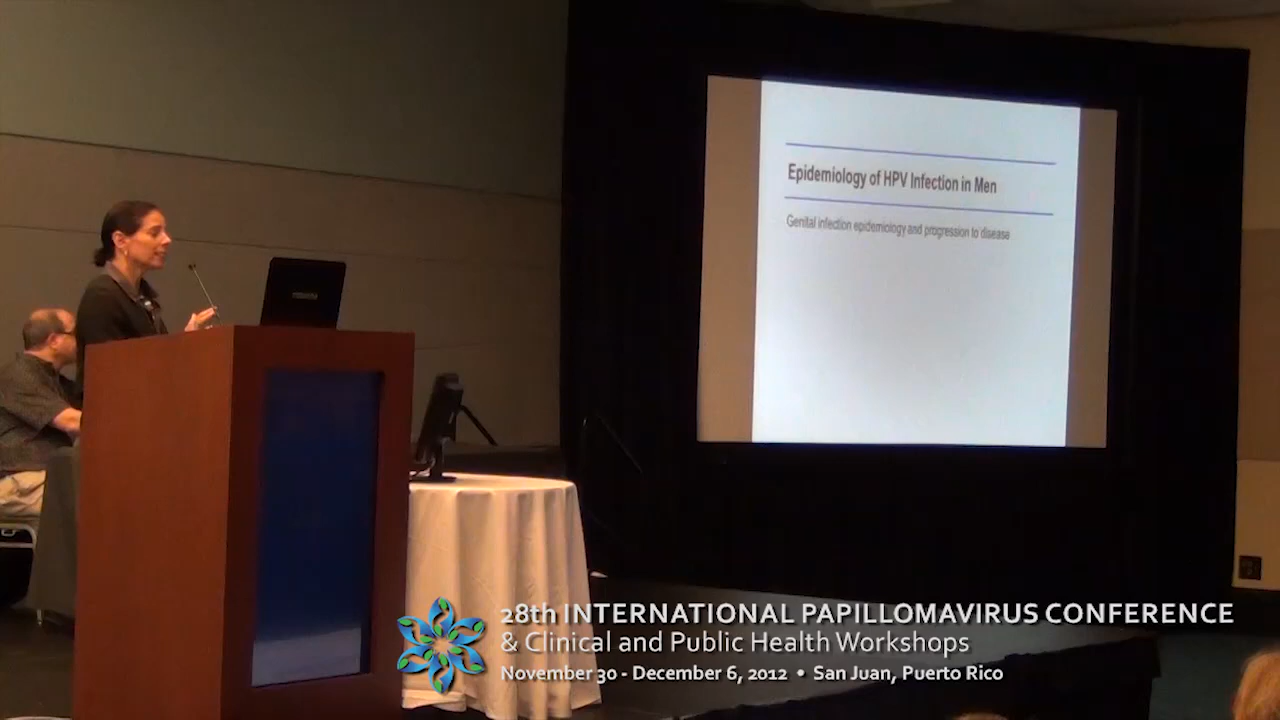 Epidemiology of HPV Infection in Men
Genital infection epidemiology and progression to disease
28th INTERNATIONAL PAPILLOMAVIRUS CONFERENCE
& Clinical and Public Health Workshops
November 30 - December 6, 2012 • San Juan, Puerto Rico